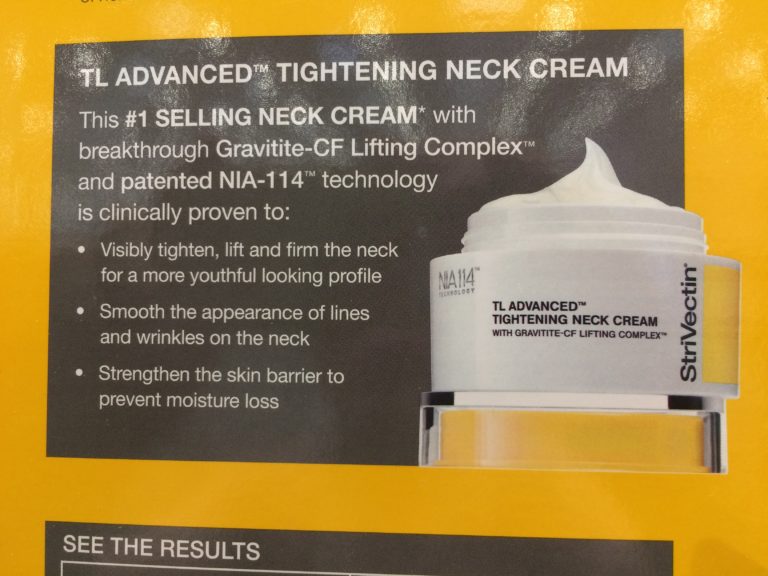 TL ADVANCED™ TIGHTENING NECK CREAM
This #1 SELLING NECK CREAM* with
breakthrough Gravitite-CF Lifting Complex™
and patented NIA-114™ technology
is clinically proven to:
• Visibly tighten, lift and firm the neck
for a more youthful looking profile
• Smooth the appearance of lines
and wrinkles on the neck
• Strengthen the skin barrier to
prevent moisture loss
NIA114™
TECHNOLOGY
TL ADVANCED™
TIGHTENING NECK CREAM
WITH GRAVITITE-CF LIFTING COMPLEX™
StriVectin®
SEE THE RESULTS